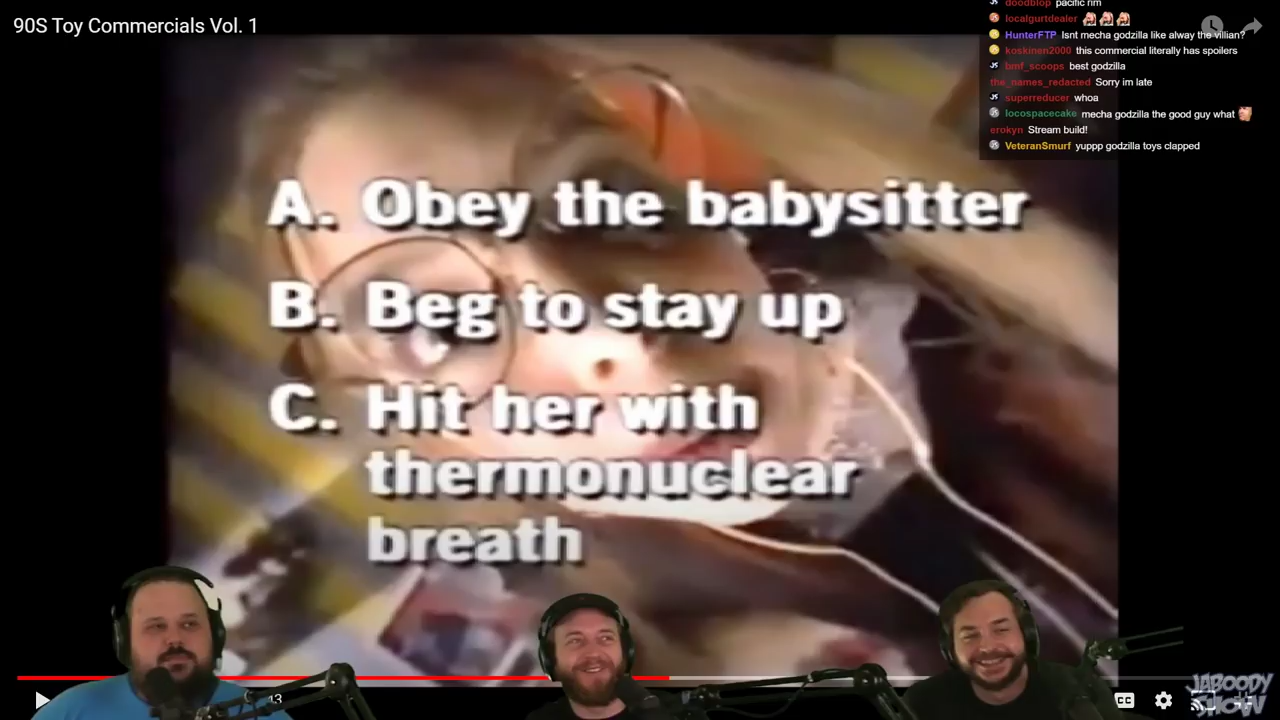 90S Toy Commercials Vol. 1
doodblop pacific rim
localgurtdealer
HunterFTP Isnt mecha godzilla like alway the villian?
koskinen2000 this commercial literally has spoilers
bmf_scoops best godzilla
the_names_redacted Sorry im late
superreducer whoa
locospacecake mecha godzilla the good guy what
erokyn Stream build!
VeteranSmurf yuppp godzilla toys clapped
A. Obey the babysitter
B. Beg to stay up
C. Hit her with
thermonuclear
breath
CC
JABOODY
SHOW